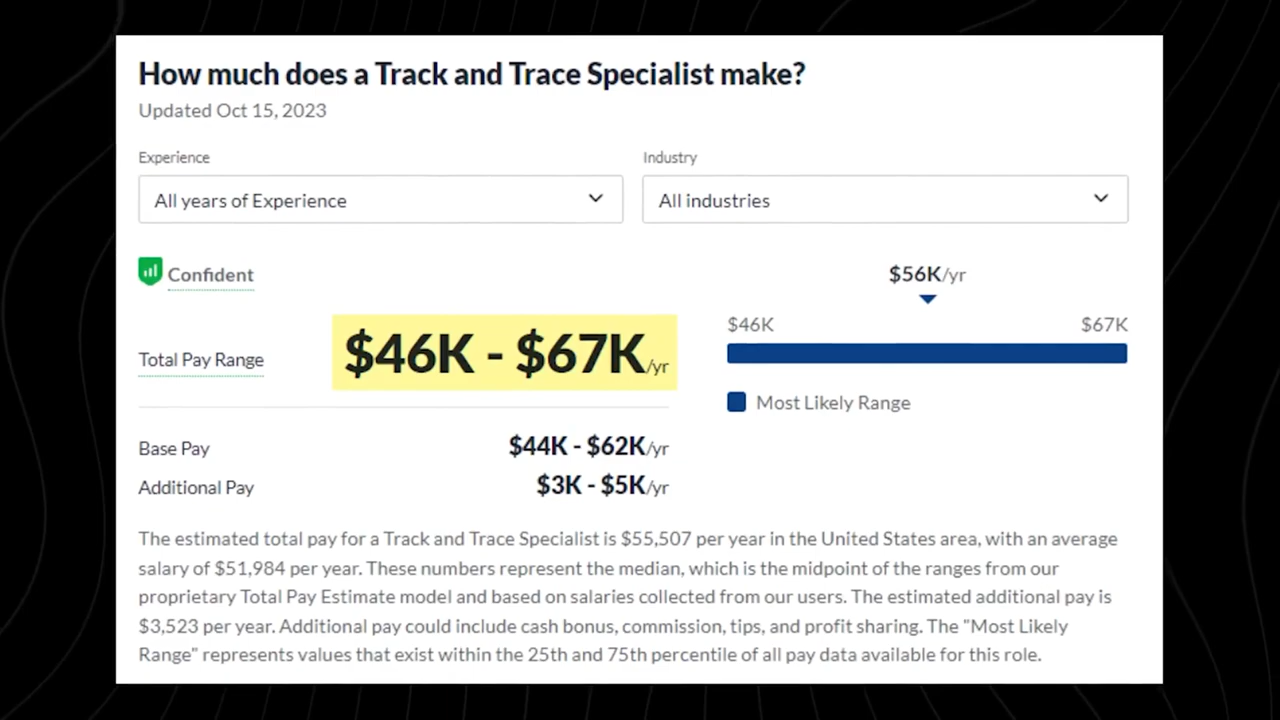 How much does a Track and Trace Specialist make?
Updated Oct 15, 2023
Experience
Industry
All years of Experience
All industries
Confident
$56K/yr
$46K
$67K
Total Pay Range
$46K - $67K/yr
Most Likely Range
Base Pay
$44K - $62K/yr
Additional Pay
$3K - $5K/yr
The estimated total pay for a Track and Trace Specialist is $55,507 per year in the United States area, with an average
salary of $51,984 per year. These numbers represent the median, which is the midpoint of the ranges from our
proprietary Total Pay Estimate model and based on salaries collected from our users. The estimated additional pay is
$3,523 per year. Additional pay could include cash bonus, commission, tips, and profit sharing. The "Most Likely
Range" represents values that exist within the 25th and 75th percentile of all pay data available for this role.